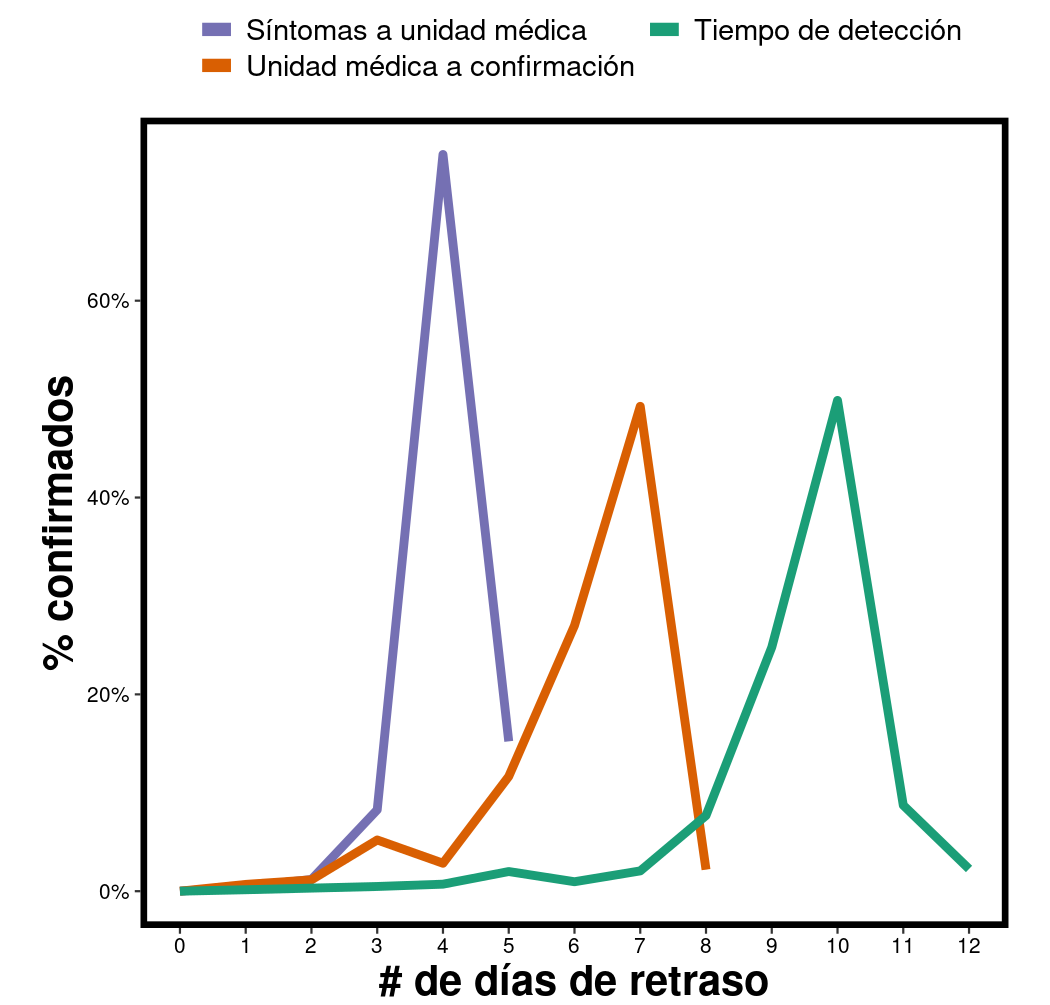 Síntomas a unidad médica
Tiempo de detección
Unidad médica a confirmación
60%
40%
20%
0%
% confirmados
0 1 2 3 4 5 6 7 8 9 10 11 12
# de días de retraso